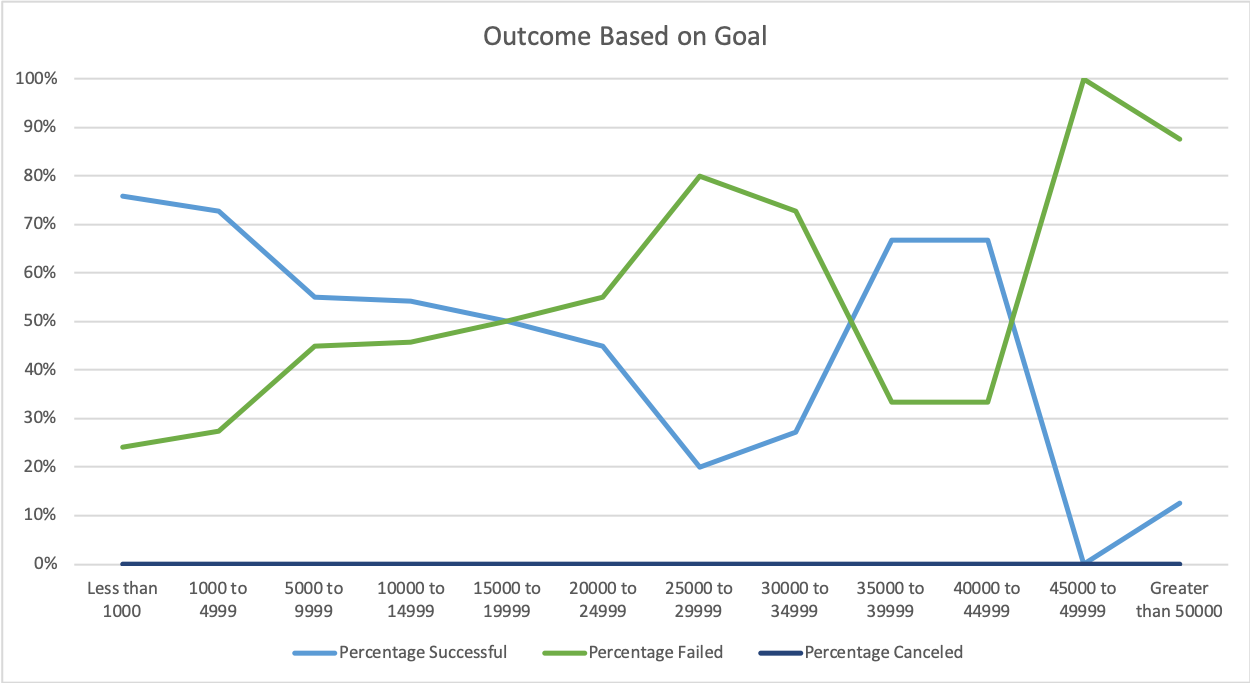 Outcome Based on Goal
100%
90%
80%
70%
60%
50%
40%
30%
20%
10%
0%
Less than
1000
1000 to
4999
5000 to
9999
10000 to
14999
15000 to
19999
20000 to
24999
25000 to
29999
30000 to
34999
35000 to
39999
40000 to
44999
45000 to
49999
Greater
than 50000
Percentage Successful
Percentage Failed
Percentage Canceled